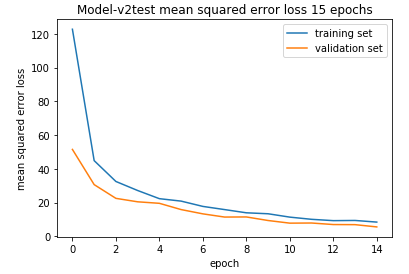 Model-v2test mean squared error loss 15 epochs
training set
validation set
mean squared error loss
120
100
80
60
40
20
0
0 2 4 6 8 10 12 14
epoch